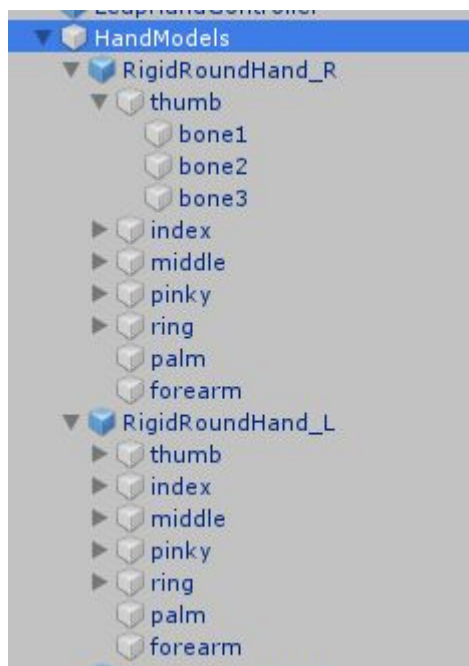 LeapHandController
HandModels
RigidRoundHand_R
thumb
bone1
bone2
bone3
index
middle
pinky
ring
palm
forearm
RigidRoundHand_L
thumb
index
middle
pinky
ring
palm
forearm